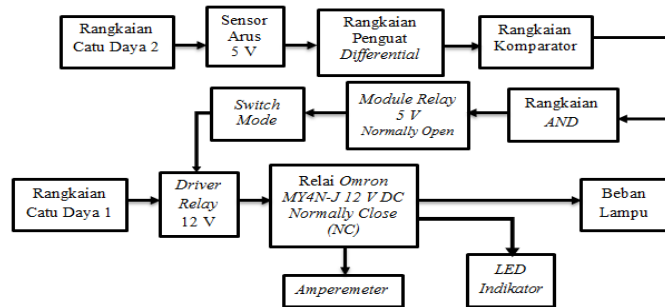 Rangkaian
Catu Daya 2
Sensor
Arus
5 V
Rangkaian
Penguat
Differential
Rangkaian
Komparator
Switch
Mode
Module Relay
5 V
Normally Open
Rangkaian
AND
Rangkaian
Catu Daya 1
Driver
Relay
12 V
Relai Omron
MY4N-J 12 V DC
Normally Close
(NC)
Beban
Lampu
Amperemeter
LED
Indikator